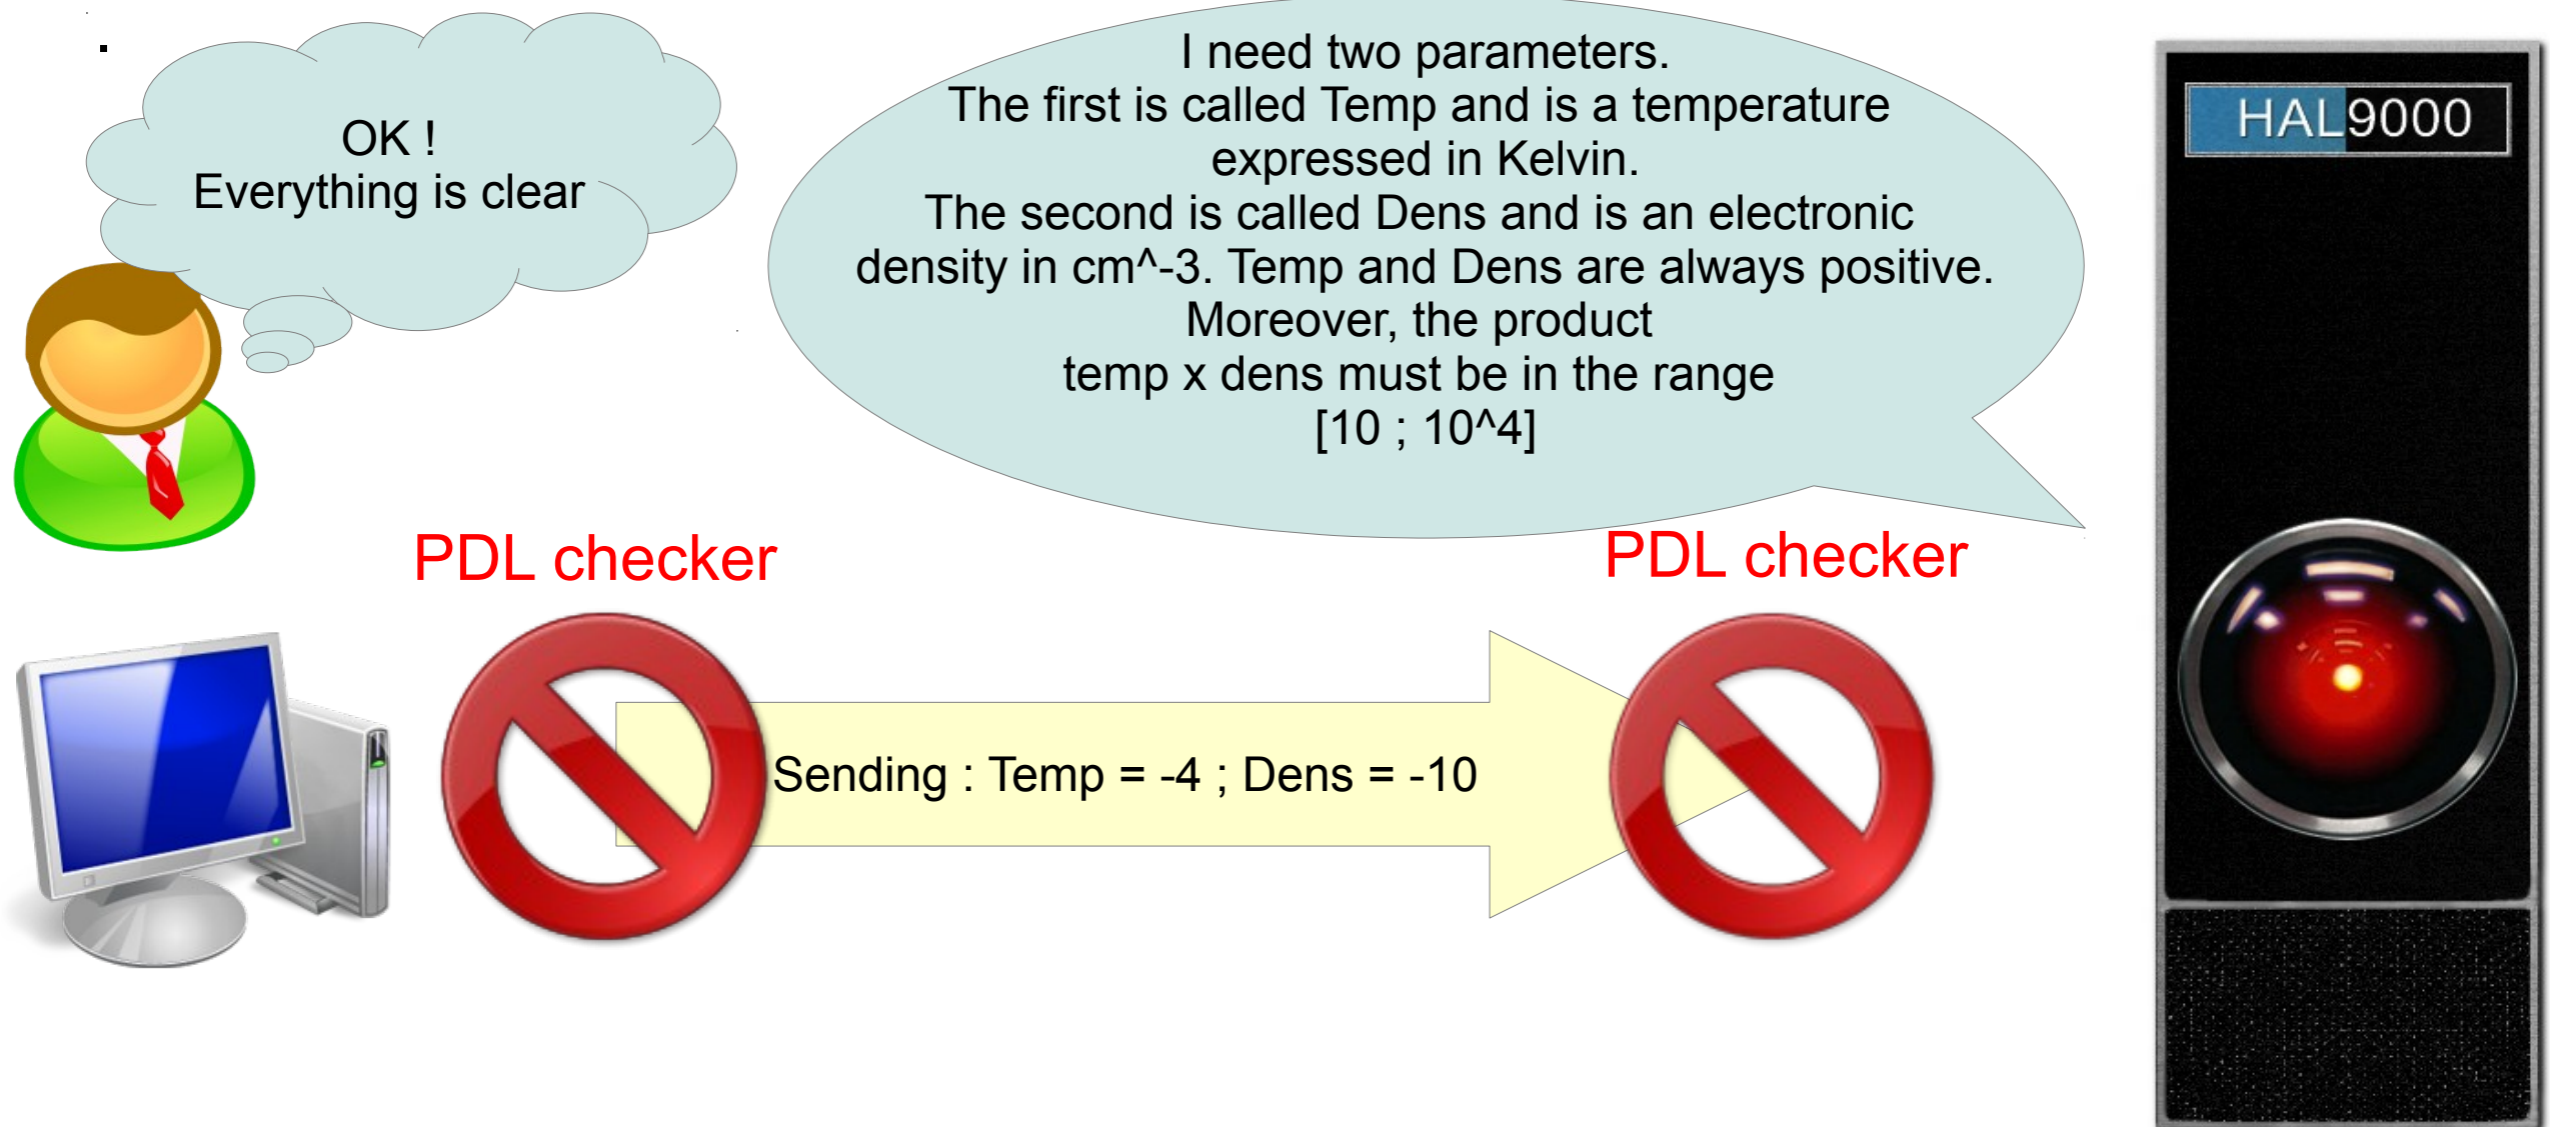 OK !
Everything is clear
I need two parameters.
The first is called Temp and is a temperature
expressed in Kelvin.
The second is called Dens and is an electronic
density in cm^-3. Temp and Dens are always positive.
Moreover, the product
temp x dens must be in the range
[10 ; 10^4]
HAL9000
PDL checker
PDL checker
Sending : Temp = -4 ; Dens = -10